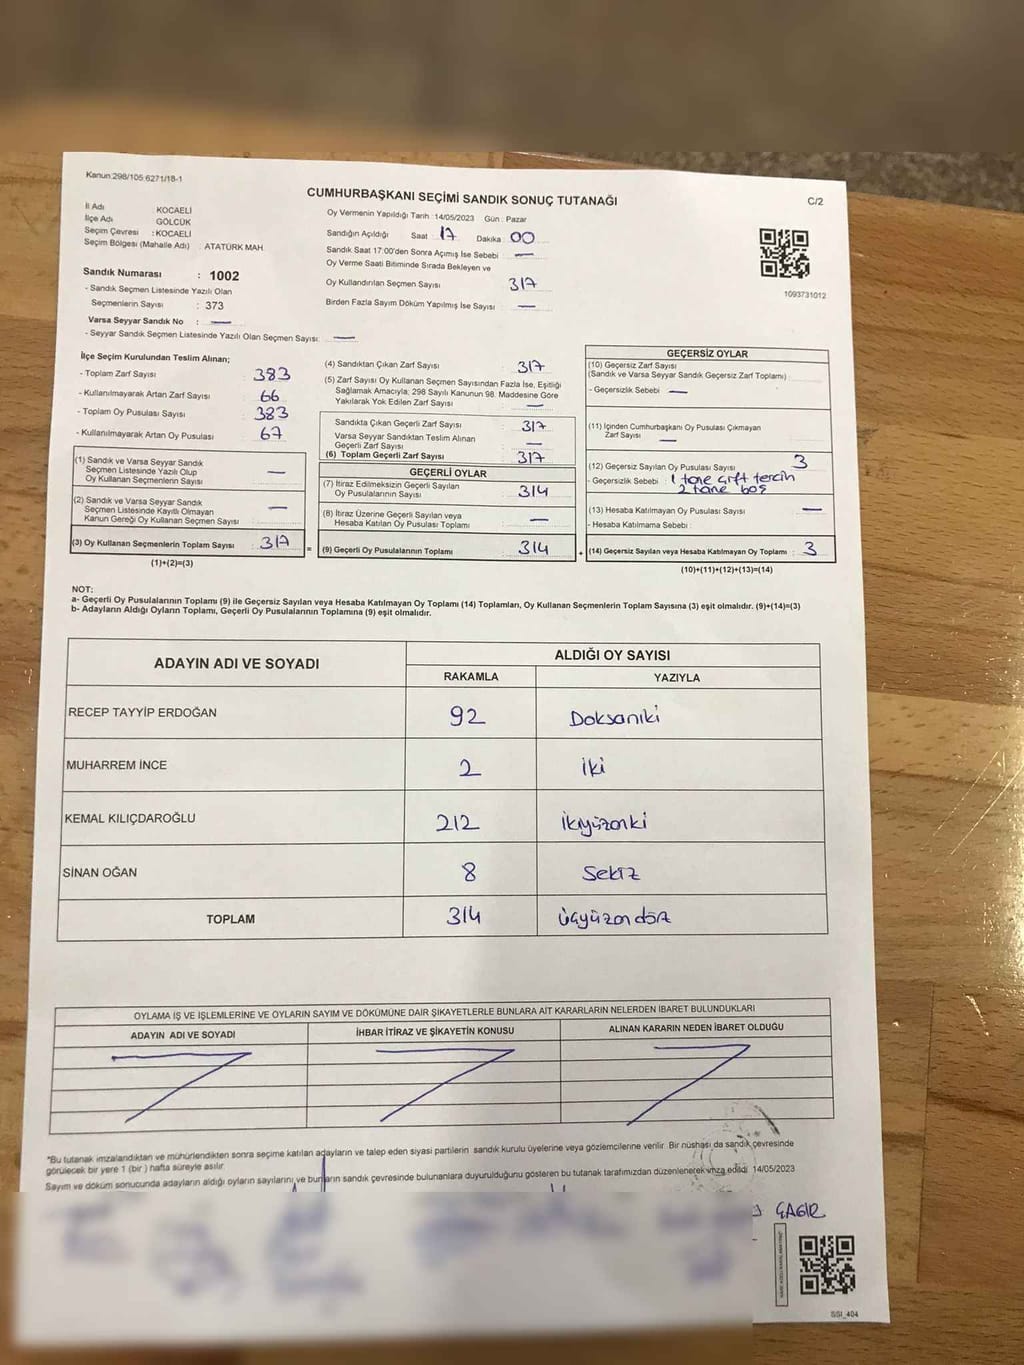 Kanun:298/105 6271/18-1
CUMHURBAŞKANI SEÇİMİ SANDIK SONUÇ TUTANAĞI
C/2
İl Adı KOCAELİ
İlçe Adı GÖLCÜK
Seçim Çevresi : KOCAELİ
Seçim Bölgesi (Mahalle Adı) : ATATÜRK MAH
Sandık Numarası : 1002
- Sandık Seçmen Listesinde Yazılı Olan
Seçmenlerin Sayısı : 373
Varsa Seyyar Sandık No : —
- Seyyar Sandık Seçmen Listesinde Yazılı Olan Seçmen Sayısı: —
Oy Vermenin Yapıldığı Tarih :14/05/2023 Gün : Pazar
Sandığın Açıldığı Saat 17 Dakika 00
Sandık Saat 17:00'den Sonra Açımış İse Sebebi —
Oy Verme Saati Bitiminde Sırada Bekleyen ve
Oy Kullandırılan Seçmen Sayısı 317
Birden Fazla Sayım Döküm Yapılmış İse Sayısı —
1093731012
İlçe Seçim Kurulundan Teslim Alınan;
- Toplam Zarf Sayısı 383
- Kullanılmayarak Artan Zarf Sayısı 66
- Toplam Oy Pusulası Sayısı 383
- Kullanılmayarak Artan Oy Pusulası 67
(1) Sandık ve Varsa Seyyar Sandık
Seçmen Listesinde Yazılı Olup
Oy Kullanan Seçmenlerin Sayısı —
(2) Sandık ve Varsa Seyyar Sandık
Seçmen Listesinde Kayıtlı Olmayan
Kanun Gereği Oy Kullanan Seçmen Sayısı —
(3) Oy Kullanan Seçmenlerin Toplam Sayısı 317
(1)+(2)=(3)
(4) Sandıktan Çıkan Zarf Sayısı 317
(5) Zarf Sayısı Oy Kullanan Seçmen Sayısından Fazla İse, Eşitliği
Sağlamak Amacıyla; 298 Sayılı Kanunun 98. Maddesine Göre
Yakılarak Yok Edilen Zarf Sayısı —
Sandıkta Çıkan Geçerli Zarf Sayısı 317
Varsa Seyyar Sandıktan Teslim Alınan
Geçerli Zarf Sayısı —
(6) Toplam Geçerli Zarf Sayısı 317
GEÇERLİ OYLAR
(7) İtiraz Edilmeksizin Geçerli Sayılan
Oy Pusulalarının Sayısı 314
(8) İtiraz Üzerine Geçerli Sayılan veya
Hesaba Katılan Oy Pusulası Toplamı —
= (9) Geçerli Oy Pusulalarının Toplamı 314
GEÇERSİZ OYLAR
(10) Geçersiz Zarf Sayısı
(Sandık ve Varsa Seyyar Sandık Geçersiz Zarf Toplamı)
- Geçersizlik Sebebi : —
(11) İçinden Cumhurbaşkanı Oy Pusulası Çıkmayan
Zarf Sayısı —
(12) Geçersiz Sayılan Oy Pusulası Sayısı 3
- Geçersizlik Sebebi : 1 tane çift tercih
2 tane boş
(13) Hesaba Katılmayan Oy Pusulası Sayısı —
- Hesaba Katılmama Sebebi :
+ (14) Geçersiz Sayılan veya Hesaba Katılmayan Oy Toplamı : 3
(10)+(11)+(12)+(13)=(14)
NOT:
a- Geçerli Oy Pusulalarının Toplamı (9) ile Geçersiz Sayılan veya Hesaba Katılmayan Oy Toplamı (14) Toplamları, Oy Kullanan Seçmenlerin Toplam Sayısına (3) eşit olmalıdır. (9)+(14)=(3)
b- Adayların Aldığı Oyların Toplamı, Geçerli Oy Pusulalarının Toplamına (9) eşit olmalıdır.
ADAYIN ADI VE SOYADI
ALDIĞI OY SAYISI
RAKAMLA YAZIYLA
RECEP TAYYİP ERDOĞAN 92 Doksaniki
MUHARREM İNCE 2 iki
KEMAL KILIÇDAROĞLU 212 ikiyüzonki
SİNAN OĞAN 8 Sekiz
TOPLAM 314 üçyüzondört
OYLAMA İŞ VE İŞLEMLERİNE VE OYLARIN SAYIM VE DÖKÜMÜNE DAİR ŞİKAYETLERLE BUNLARA AİT KARARLARIN NELERDEN İBARET BULUNDUKLARI
ADAYIN ADI VE SOYADI İHBAR İTİRAZ VE ŞİKAYETİN KONUSU ALINAN KARARIN NEDEN İBARET OLDUĞU
*Bu tutanak imzalandıktan ve mühürlendikten sonra seçime katılan adayların ve talep eden siyasi partilerin sandık kurulu üyelerine veya gözlemcilerine verilir. Bir nüshası da sandık çevresinde
görülecek bir yere 1 (bir) hafta süreyle asılır.
Sayım ve döküm sonucunda adayların aldığı oyların sayılarını ve bunların sandık çevresinde bulunanlara duyurulduğunu gösteren bu tutanak tarafımızdan düzenlenerek imza edildi 14/05/2023
ÇAĞIR
SSI_404